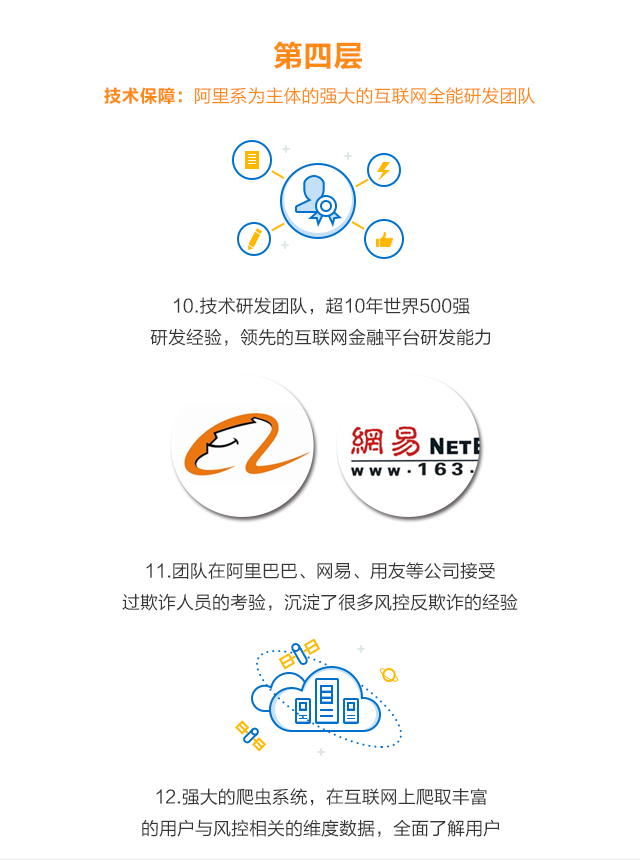 第四层
技术保障：阿里系为主体的强大的互联网全能研发团队
10.技术研发团队，超10年世界500强
研发经验，领先的互联网金融平台研发能力
網易 NETE
www.163.
11.团队在阿里巴巴、网易、用友等公司接受
过欺诈人员的考验，沉淀了很多风控反欺诈的经验
12.强大的爬虫系统，在互联网上爬取丰富
的用户与风控相关的维度数据，全面了解用户